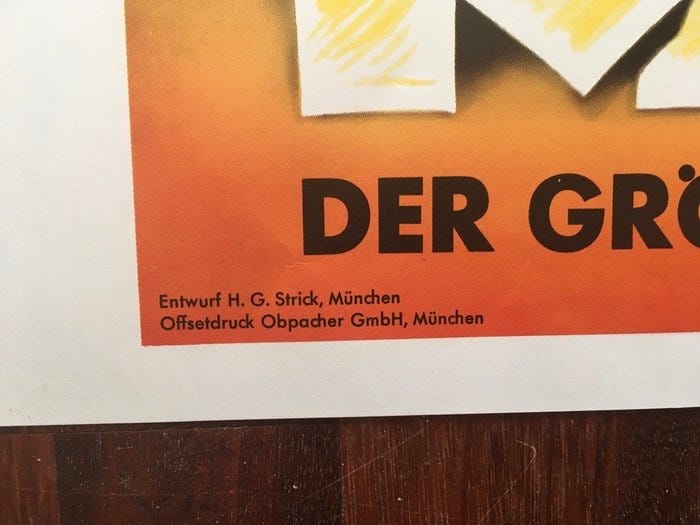 M
DER GRÖ
Entwurf H. G. Strick, München
Offsetdruck Obpacher GmbH, München